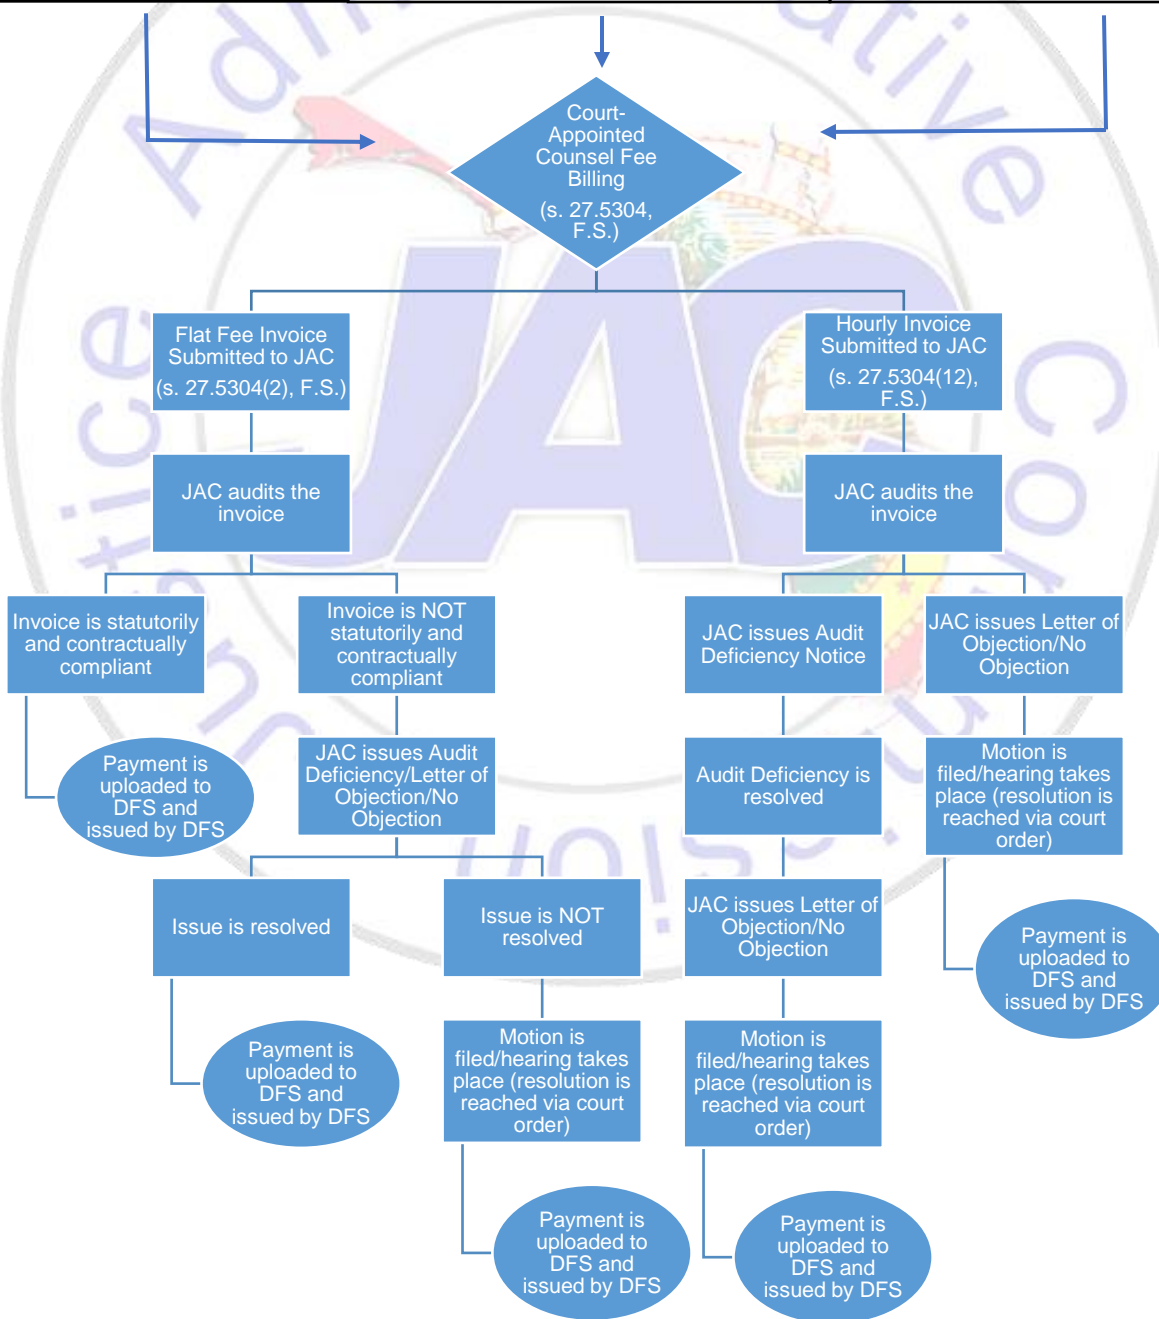 Court-
Appointed
Counsel Fee
Billing
(s. 27.5304,
F.S.)
Flat Fee Invoice
Submitted to JAC
(s. 27.5304(2), F.S.)
Hourly Invoice
Submitted to JAC
(s. 27.5304(12),
F.S.)
JAC audits the
invoice
JAC audits the
invoice
Invoice is statutorily
and contractually
compliant
Invoice is NOT
statutorily and
contractually
compliant
JAC issues Audit
Deficiency Notice
JAC issues Letter of
Objection/No
Objection
Payment is
uploaded to
DFS and
issued by DFS
JAC issues Audit
Deficiency/Letter of
Objection/No
Objection
Audit Deficiency is
resolved
Motion is
filed/hearing takes
place (resolution is
reached via court
order)
Issue is resolved
Issue is NOT
resolved
JAC issues Letter of
Objection/No
Objection
Payment is
uploaded to
DFS and
issued by DFS
Payment is
uploaded to
DFS and
issued by DFS
Motion is
filed/hearing takes
place (resolution is
reached via court
order)
Motion is
filed/hearing takes
place (resolution is
reached via court
order)
Payment is
uploaded to
DFS and
issued by DFS
Payment is
uploaded to
DFS and
issued by DFS
JAC